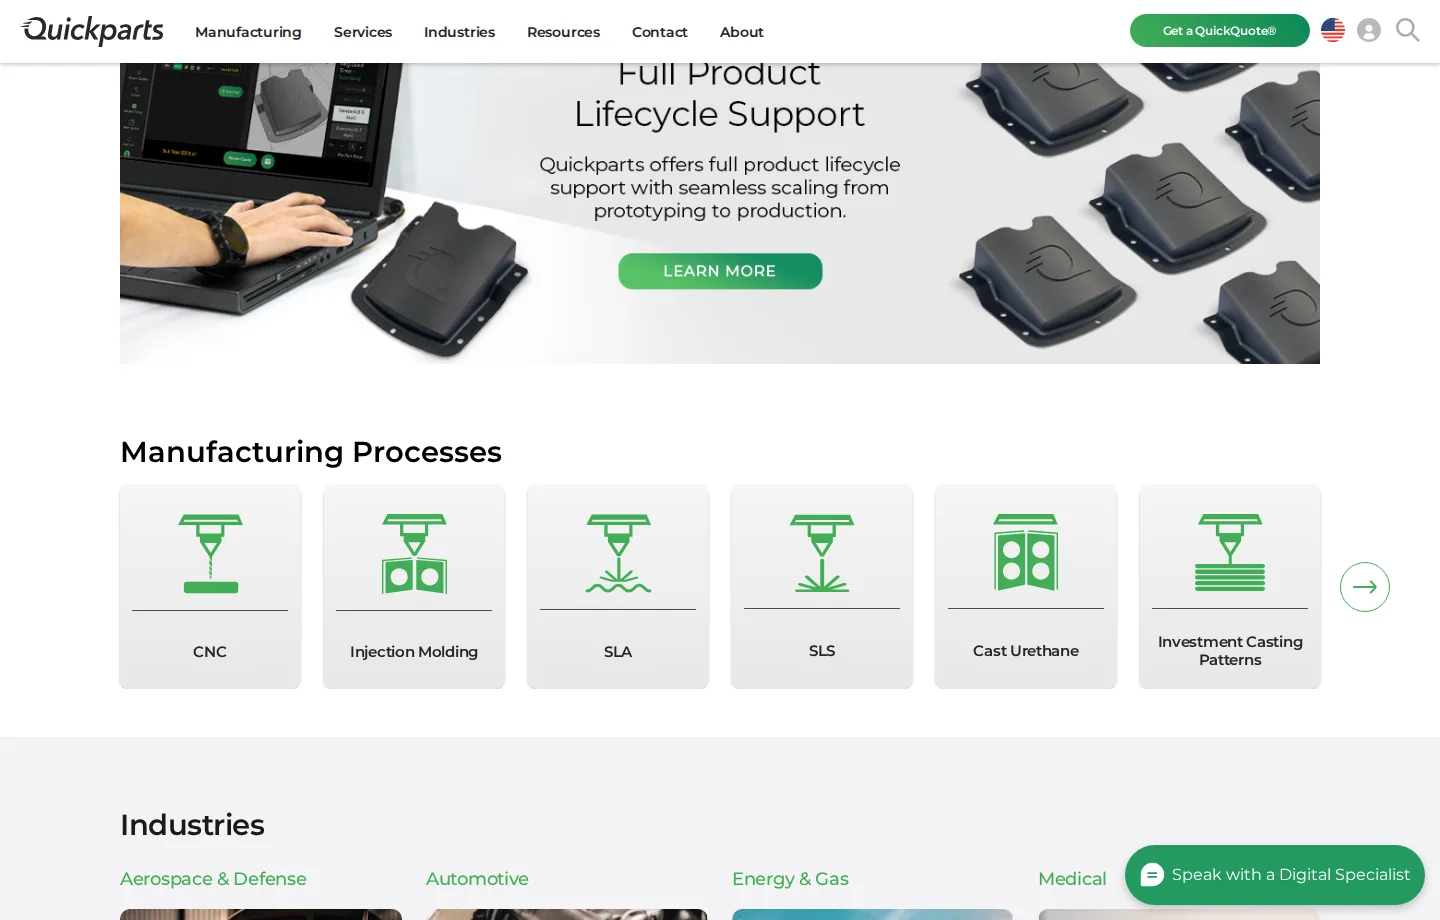 Quickparts
Manufacturing
Services
Industries
Resources
Contact
About
Get a QuickQuote®
Full Product
Lifecycle Support
Quickparts offers full product lifecycle
support with seamless scaling from
prototyping to production.
LEARN MORE
Manufacturing Processes
CNC
Injection Molding
SLA
SLS
Cast Urethane
Investment Casting
Patterns
Industries
Aerospace & Defense
Automotive
Energy & Gas
Medical
Speak with a Digital Specialist